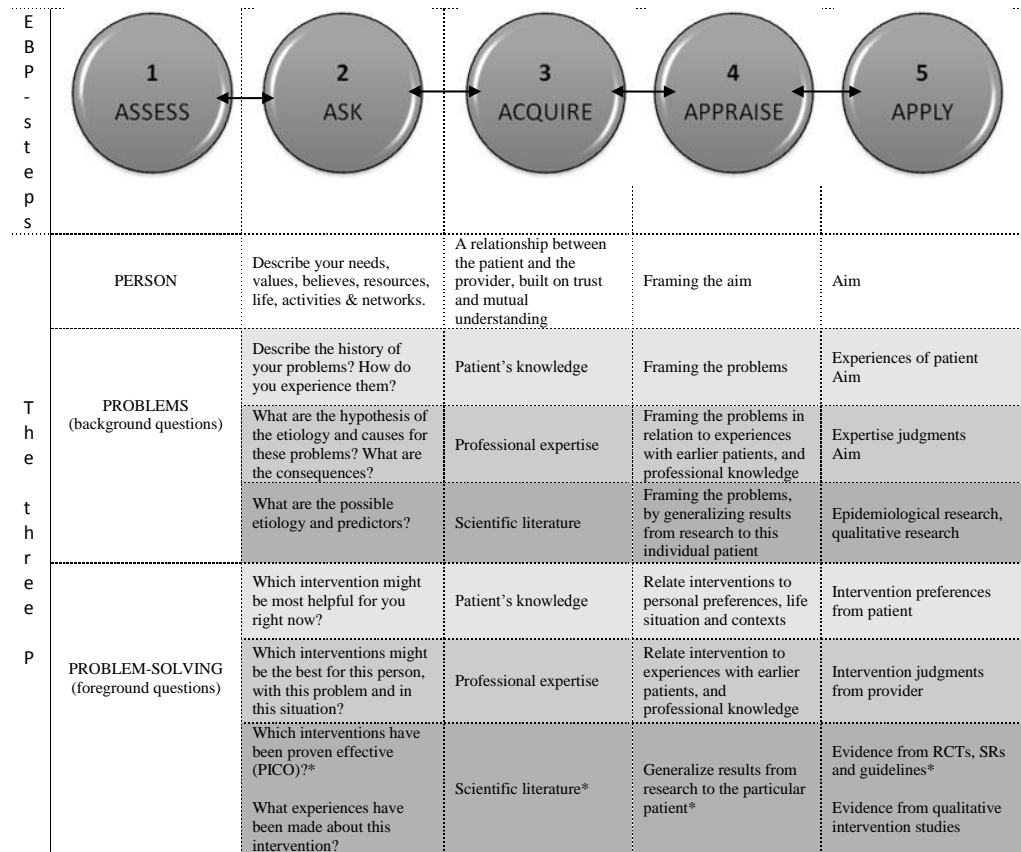 EBP-steps
1
ASSESS
2
ASK
3
ACQUIRE
4
APPRAISE
5
APPLY
The three P
PERSON
Describe your needs,
values, believes, resources,
life, activities & networks.
A relationship between
the patient and the
provider, built on trust
and mutual
understanding
Framing the aim
Aim
PROBLEMS
(background questions)
Describe the history of
your problems? How do
you experience them?
Patient's knowledge
Framing the problems
Experiences of patient
Aim
What are the hypothesis of
the etiology and causes for
these problems? What are
the consequences?
Professional expertise
Framing the problems in
relation to experiences
with earlier patients, and
professional knowledge
Expertise judgments
Aim
What are the possible
etiology and predictors?
Scientific literature
Framing the problems,
by generalizing results
from research to this
individual patient
Epidemiological research,
qualitative research
PROBLEM-SOLVING
(foreground questions)
Which intervention might
be most helpful for you
right now?
Patient's knowledge
Relate interventions to
personal preferences, life
situation and contexts
Intervention preferences
from patient
Which interventions might
be the best for this person,
with this problem and in
this situation?
Professional expertise
Relate intervention to
experiences with earlier
patients, and
professional knowledge
Intervention judgments
from provider
Which interventions have
been proven effective
(PICO)?*
What experiences have
been made about this
intervention?
Scientific literature*
Generalize results from
research to the particular
patient*
Evidence from RCTs, SRs
and guidelines*
Evidence from qualitative
intervention studies